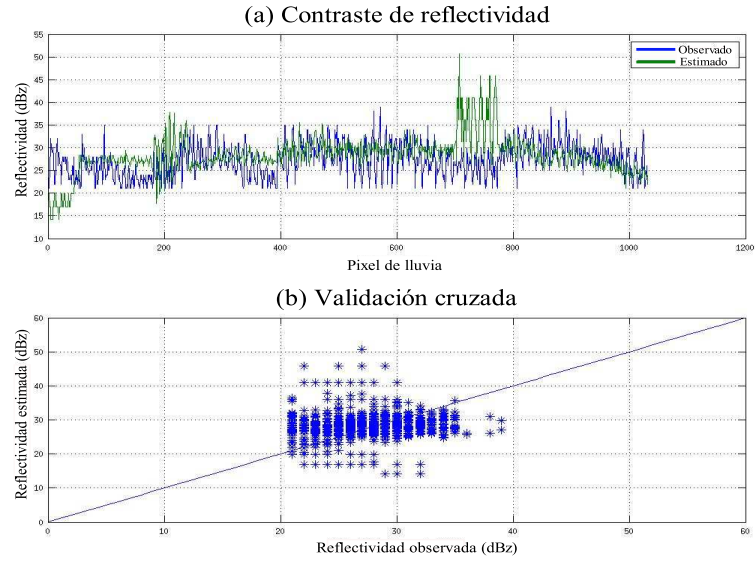 (a) Contraste de reflectividad
Reflectividad (dBz)
55
50
45
40
35
30
25
20
15
10
Observado
Estimado
0 200 400 600 800 1000 1200
Pixel de lluvia
(b) Validación cruzada
Reflectividad estimada (dBz)
60
50
40
30
20
10
0
0 10 20 30 40 50 60
Reflectividad observada (dBz)